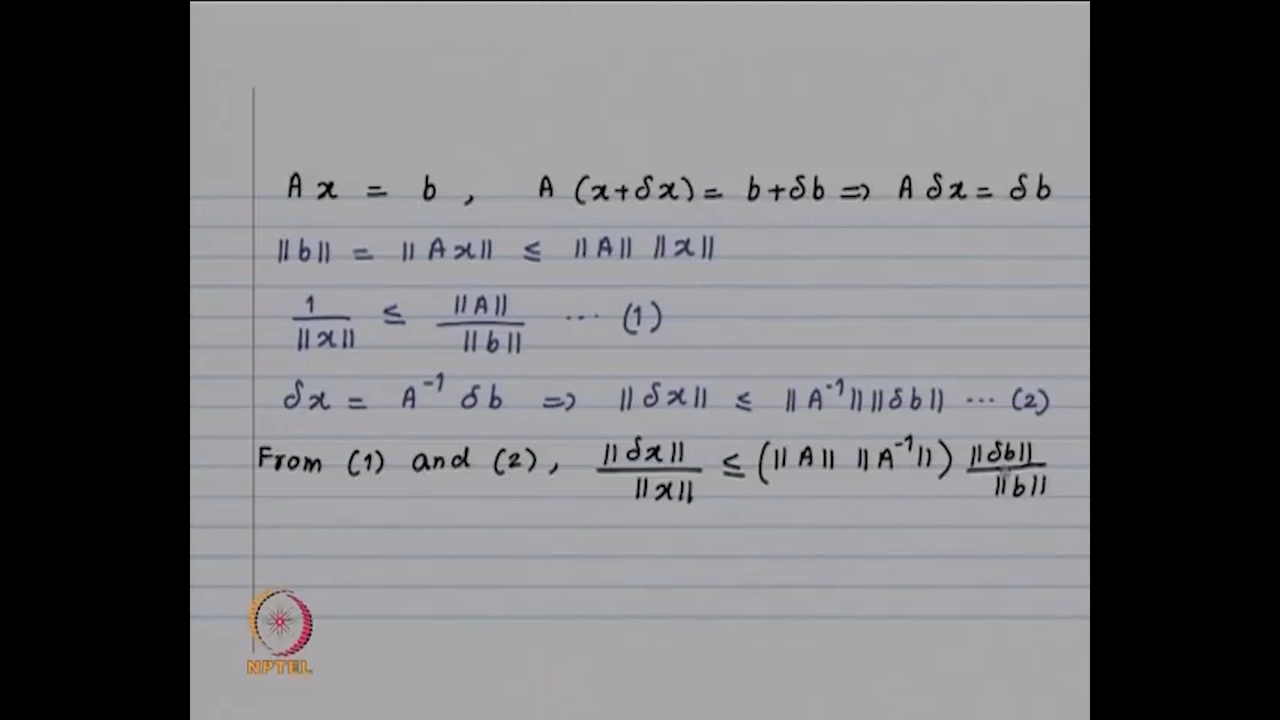 A x = b , A (x+δx) = b+δb ⇒ A δx = δb
||b|| = ||Ax|| ≤ ||A|| ||x||
1/||x|| ≤ ||A||/||b|| ... (1)
δx = A⁻¹ δb ⇒ ||δx|| ≤ ||A⁻¹|| ||δb|| ... (2)
From (1) and (2), ||δx||/||x|| ≤ (||A|| ||A⁻¹||) ||δb||/||b||
NPTEL